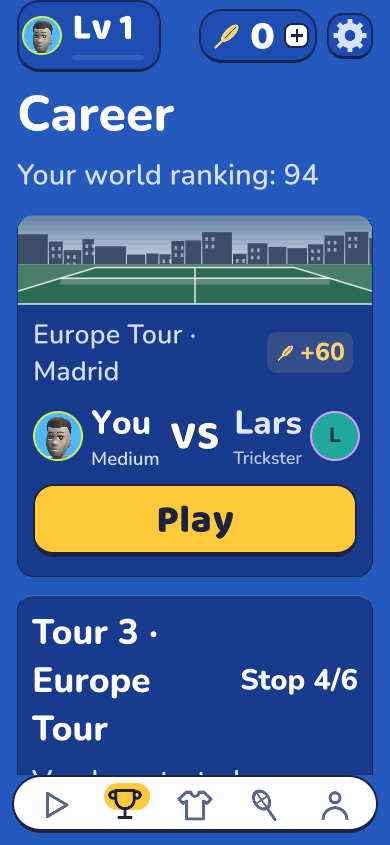 Lv 1
0
Career
Your world ranking: 94
Europe Tour ·
Madrid
+60
You
Medium
VS
Lars
Trickster
L
Play
Tour 3 ·
Europe
Tour
Stop 4/6